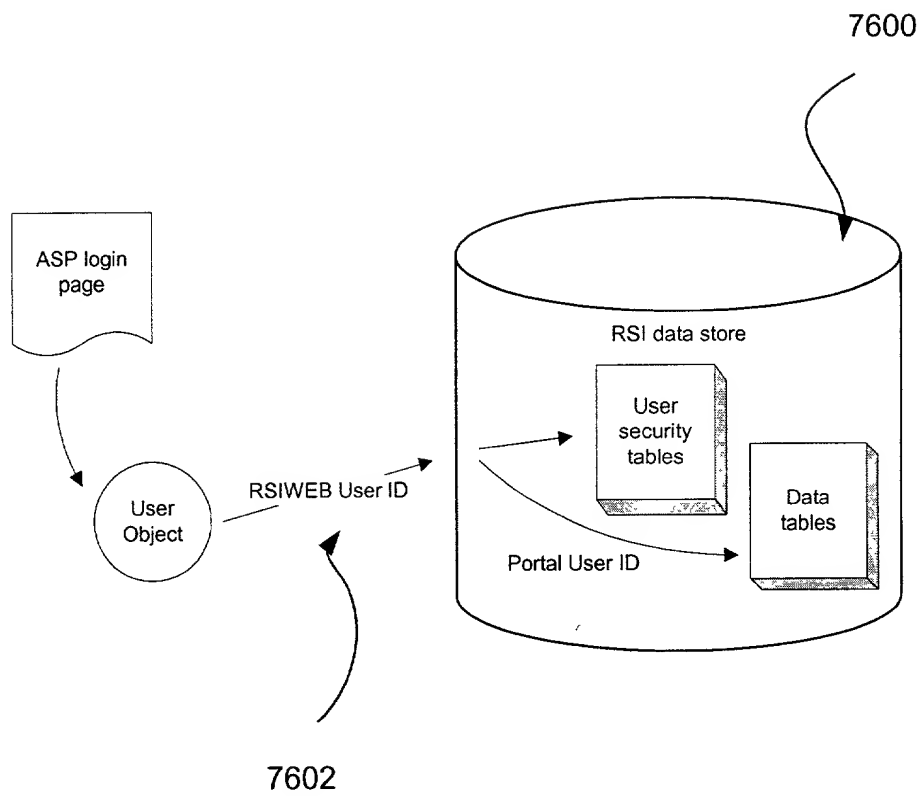 7600
ASP login
page
RSI data store
User
security
tables
RSIWEB User ID
User
Object
Data
tables
Portal User ID
7602